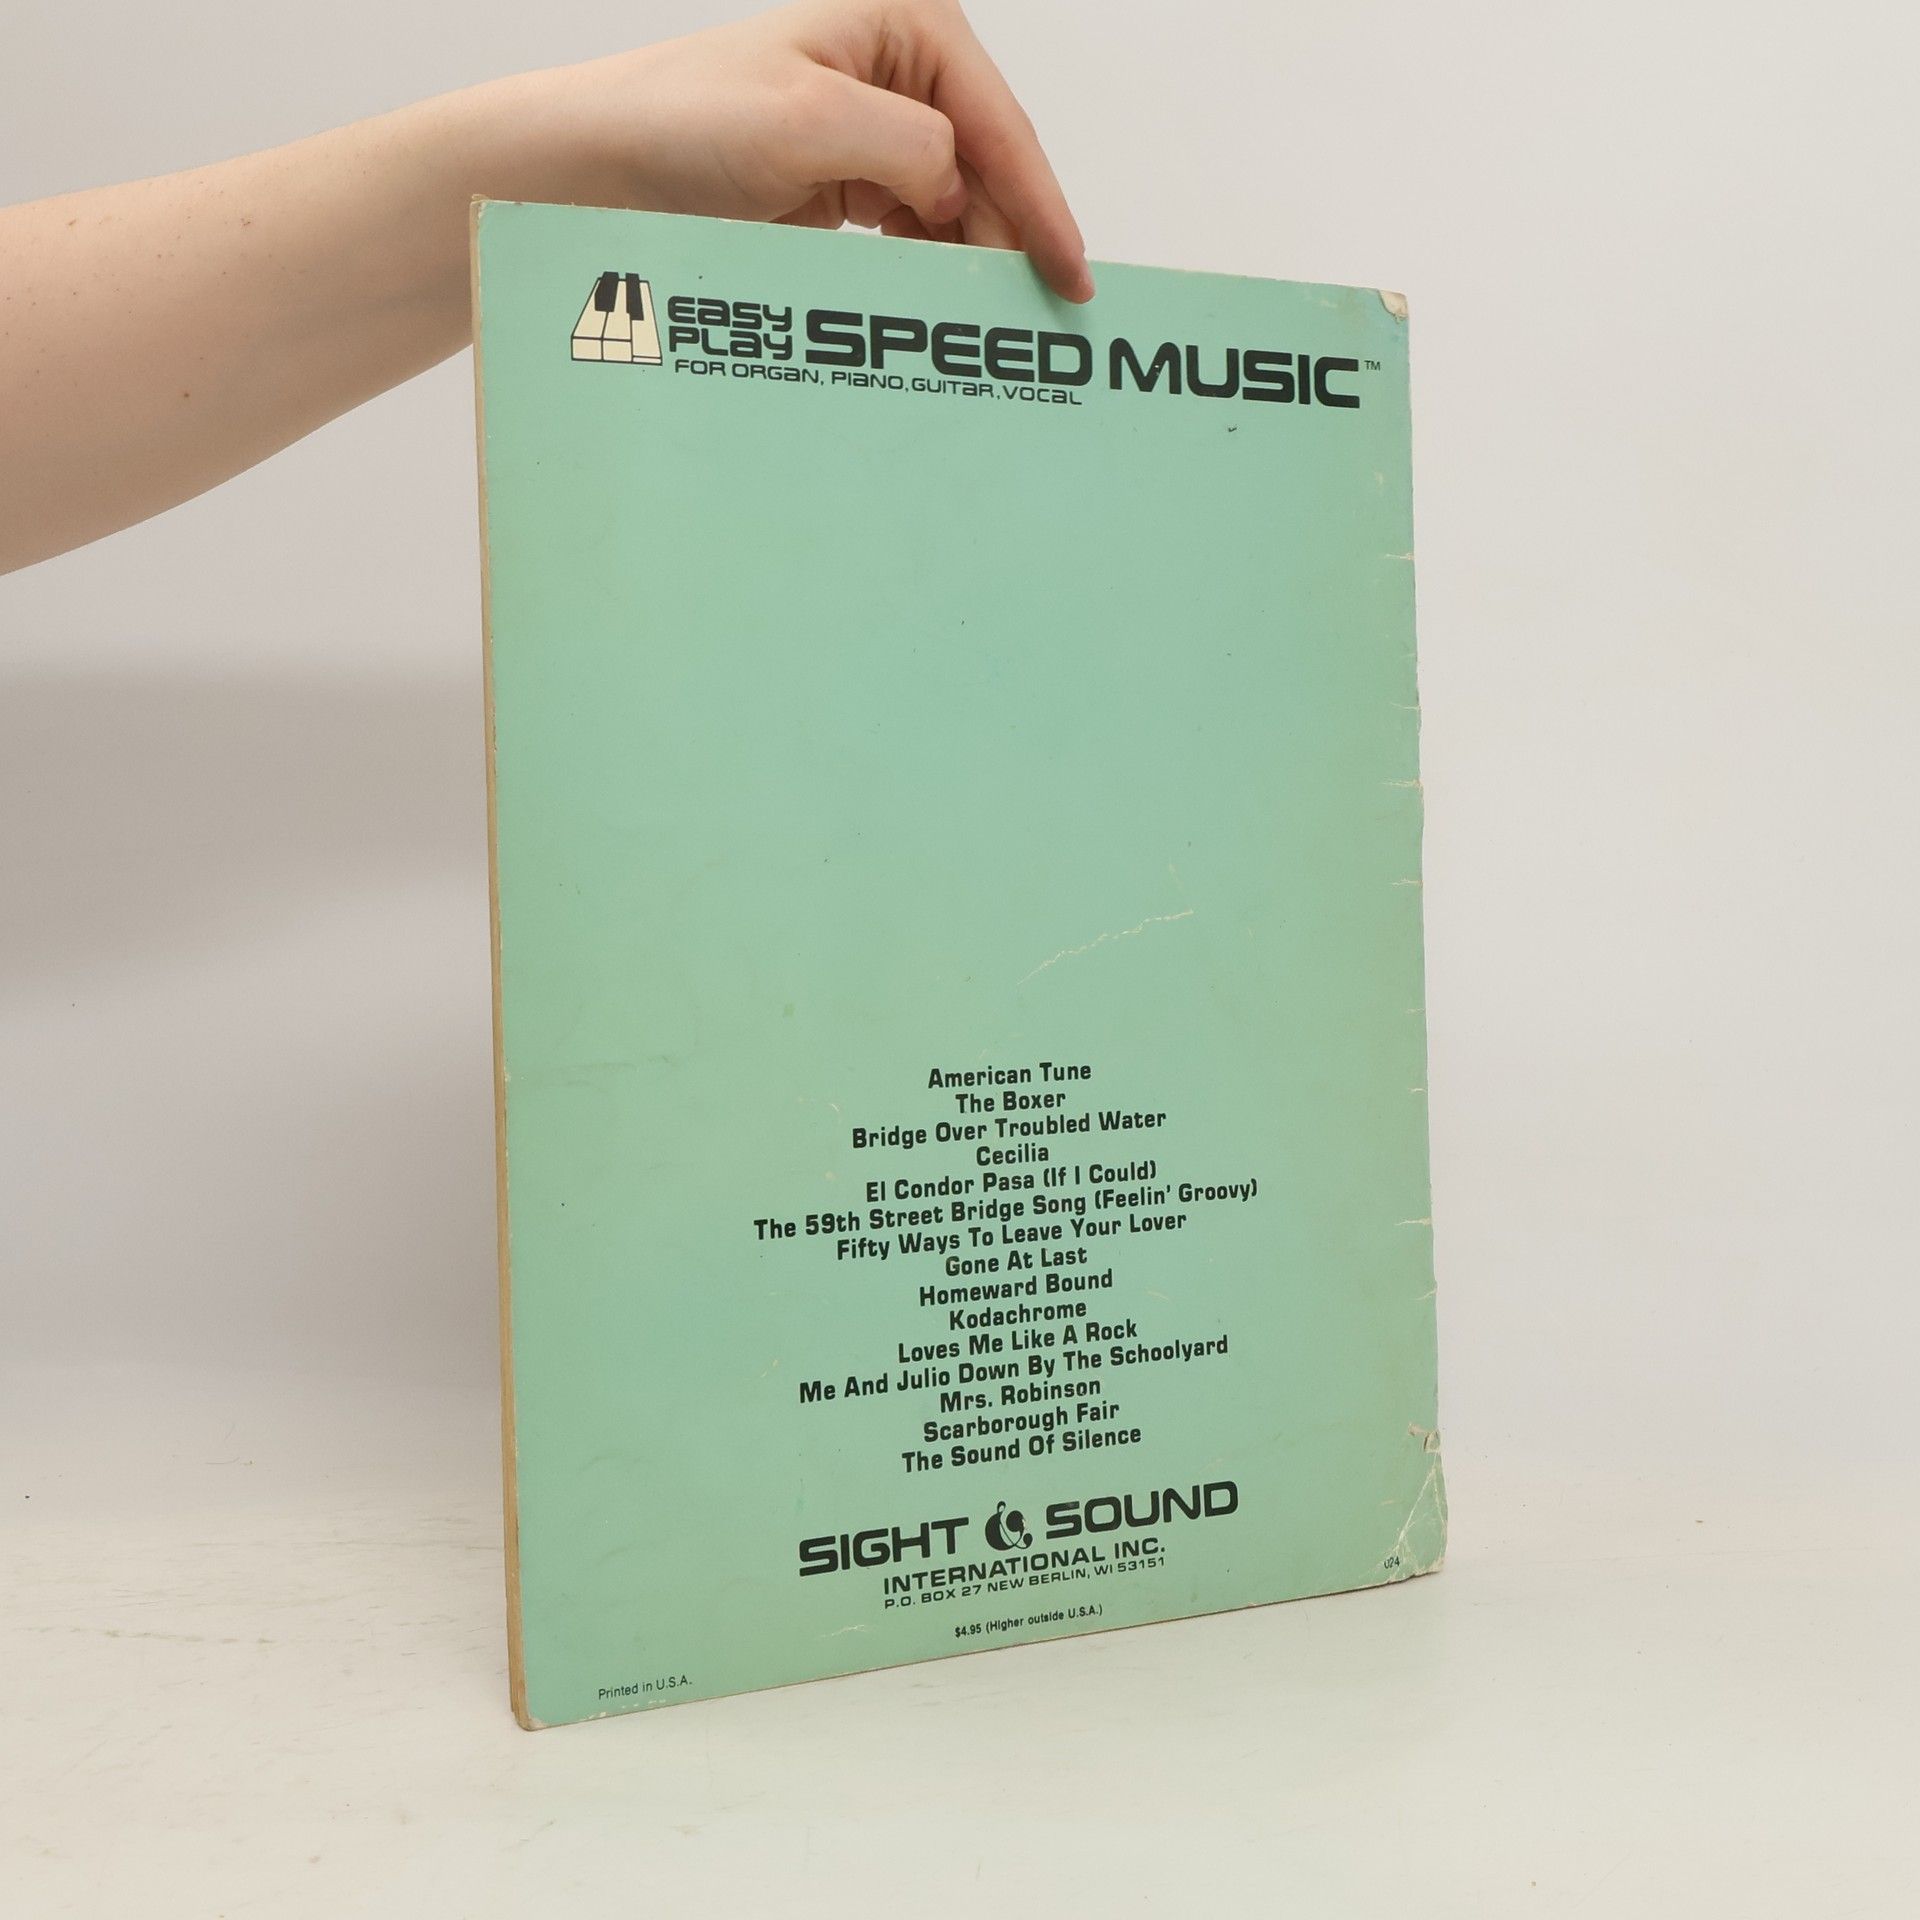 easy
PLay SPEED MUSIC™
FOR ORGAN, PIANO, GUITAR, VOCAL
American Tune
The Boxer
Bridge Over Troubled Water
Cecilia
El Condor Pasa (If I Could)
The 59th Street Bridge Song (Feelin' Groovy)
Fifty Ways To Leave Your Lover
Gone At Last
Homeward Bound
Kodachrome
Loves Me Like A Rock
Me And Julio Down By The Schoolyard
Mrs. Robinson
Scarborough Fair
The Sound Of Silence
SIGHT & SOUND
INTERNATIONAL INC.
P.O. BOX 27 NEW BERLIN, WI 53151
024
$4.95 (Higher outside U.S.A.)
Printed in U.S.A.